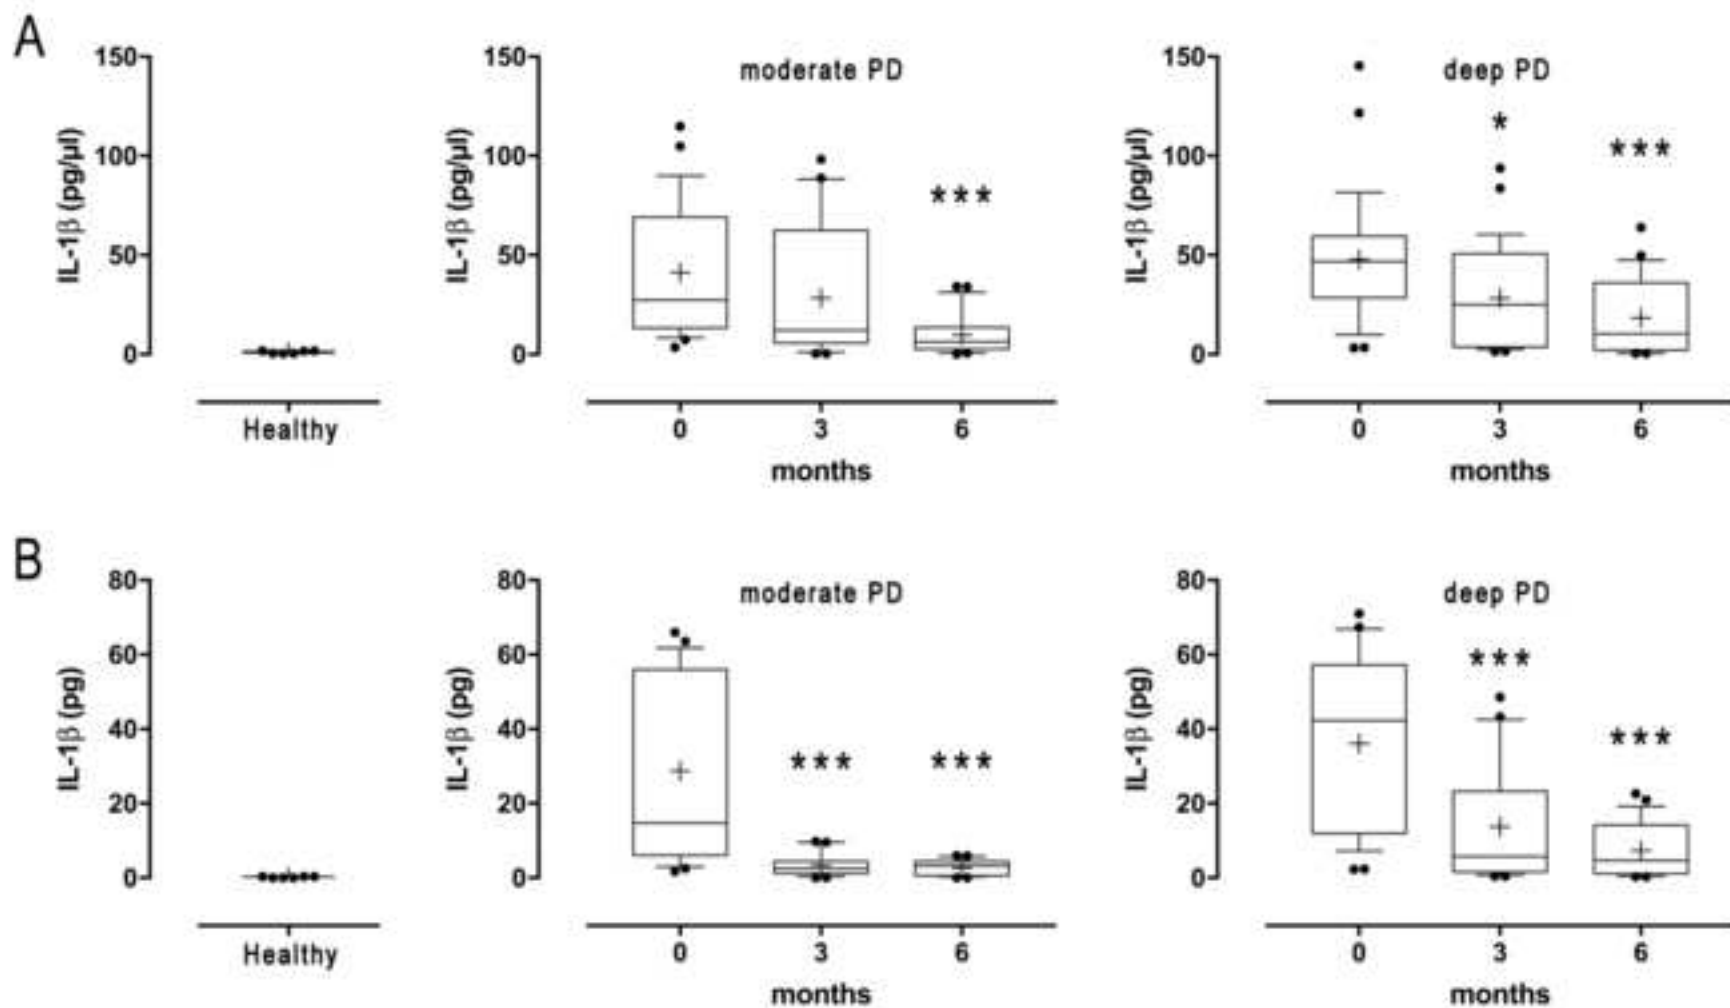 A
150
100
50
0
IL-1β (pg/µl)
Healthy
150
100
50
0
IL-1β (pg/µl)
moderate PD
***
0 3 6
months
150
100
50
0
IL-1β (pg/µl)
deep PD
*
***
0 3 6
months
B
80
60
40
20
0
IL-1β (pg)
Healthy
80
60
40
20
0
IL-1β (pg)
moderate PD
*** ***
0 3 6
months
80
60
40
20
0
IL-1β (pg)
deep PD
***
***
0 3 6
months